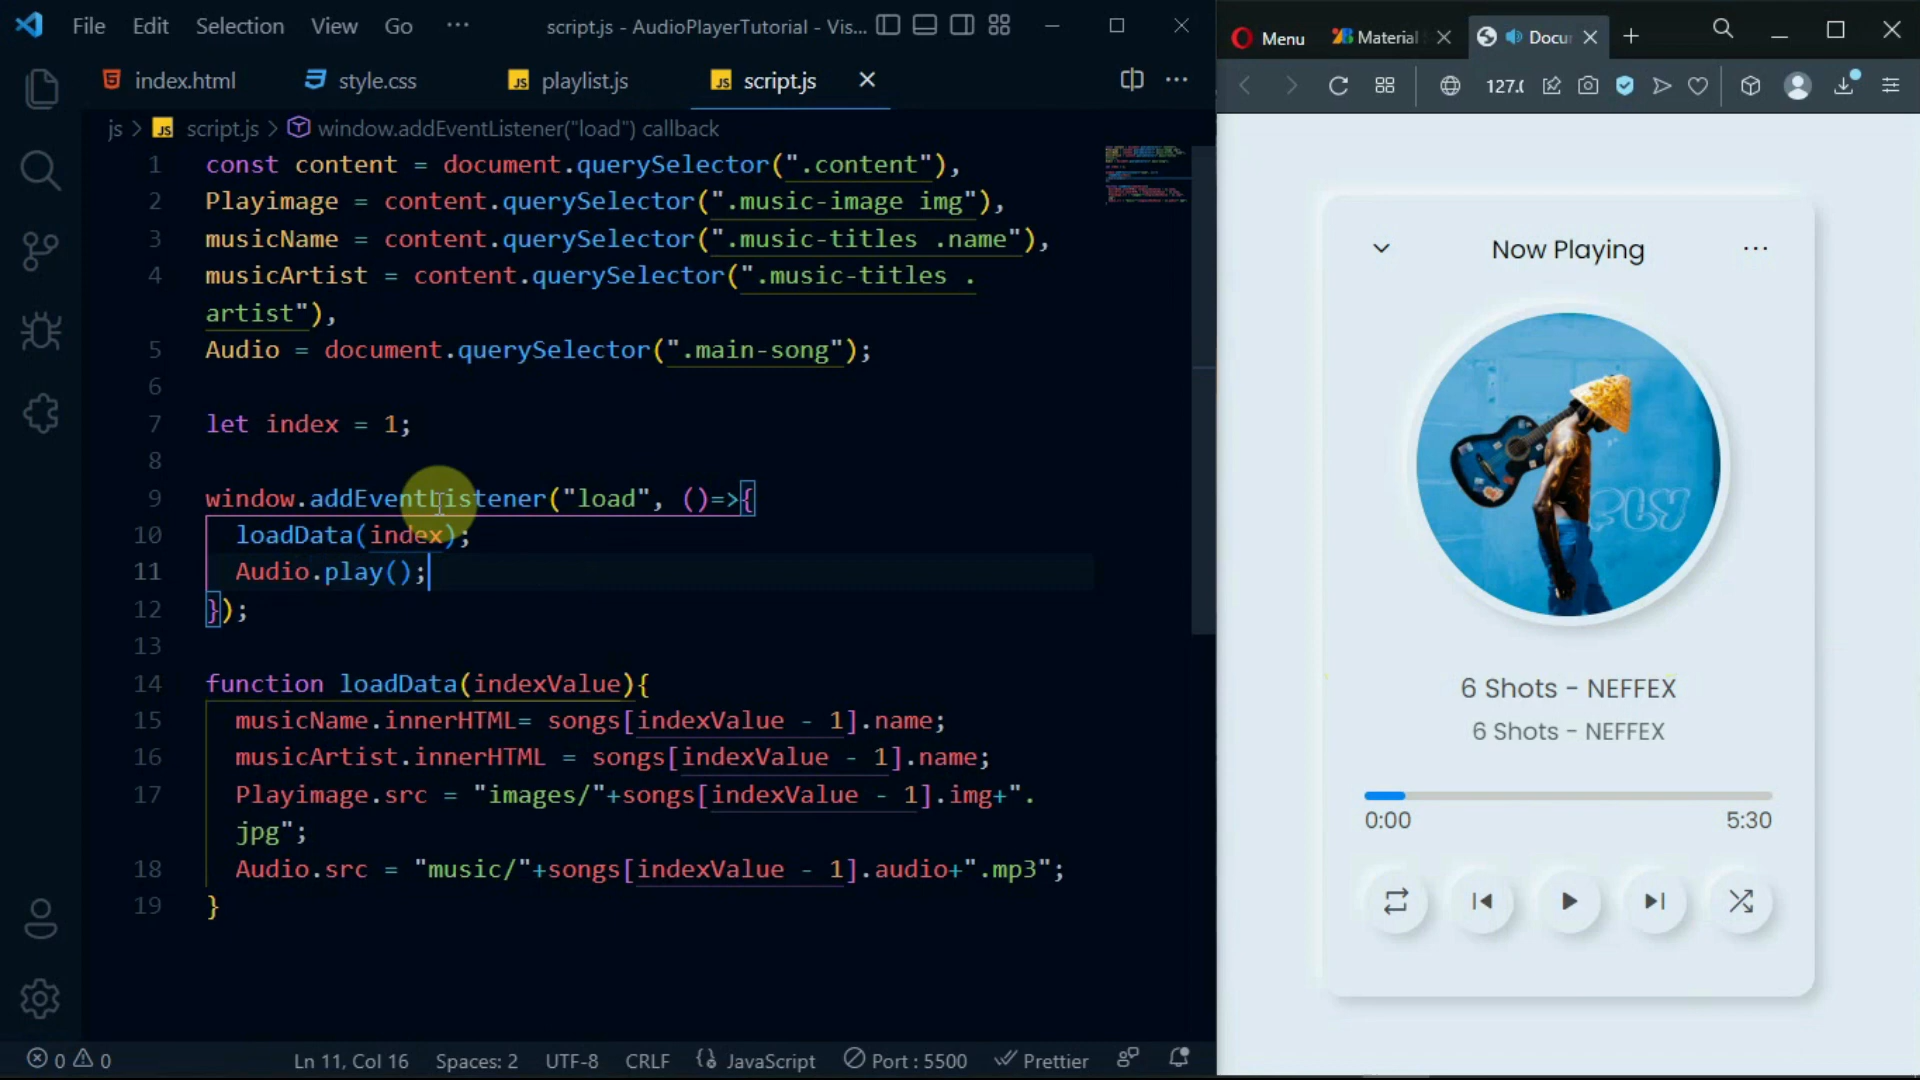 File Edit Selection View Go ··· script.js - AudioPlayerTutorial - Vis...
index.html style.css playlist.js script.js
js > script.js > window.addEventListener("load") callback
1 const content = document.querySelector(".content"),
2 Playimage = content.querySelector(".music-image img"),
3 musicName = content.querySelector(".music-titles .name"),
4 musicArtist = content.querySelector(".music-titles .
artist"),
5 Audio = document.querySelector(".main-song");
6
7 let index = 1;
8
9 window.addEventListener("load", ()=>{
10 loadData(index);
11 Audio.play();
12 });
13
14 function loadData(indexValue){
15 musicName.innerHTML= songs[indexValue - 1].name;
16 musicArtist.innerHTML = songs[indexValue - 1].name;
17 Playimage.src = "images/"+songs[indexValue - 1].img+".
jpg";
18 Audio.src = "music/"+songs[indexValue - 1].audio+".mp3";
19 }
0 0 Ln 11, Col 16 Spaces: 2 UTF-8 CRLF JavaScript Port : 5500 Prettier
Menu Material Docu
127.(
Now Playing
6 Shots - NEFFEX
6 Shots - NEFFEX
0:00 5:30